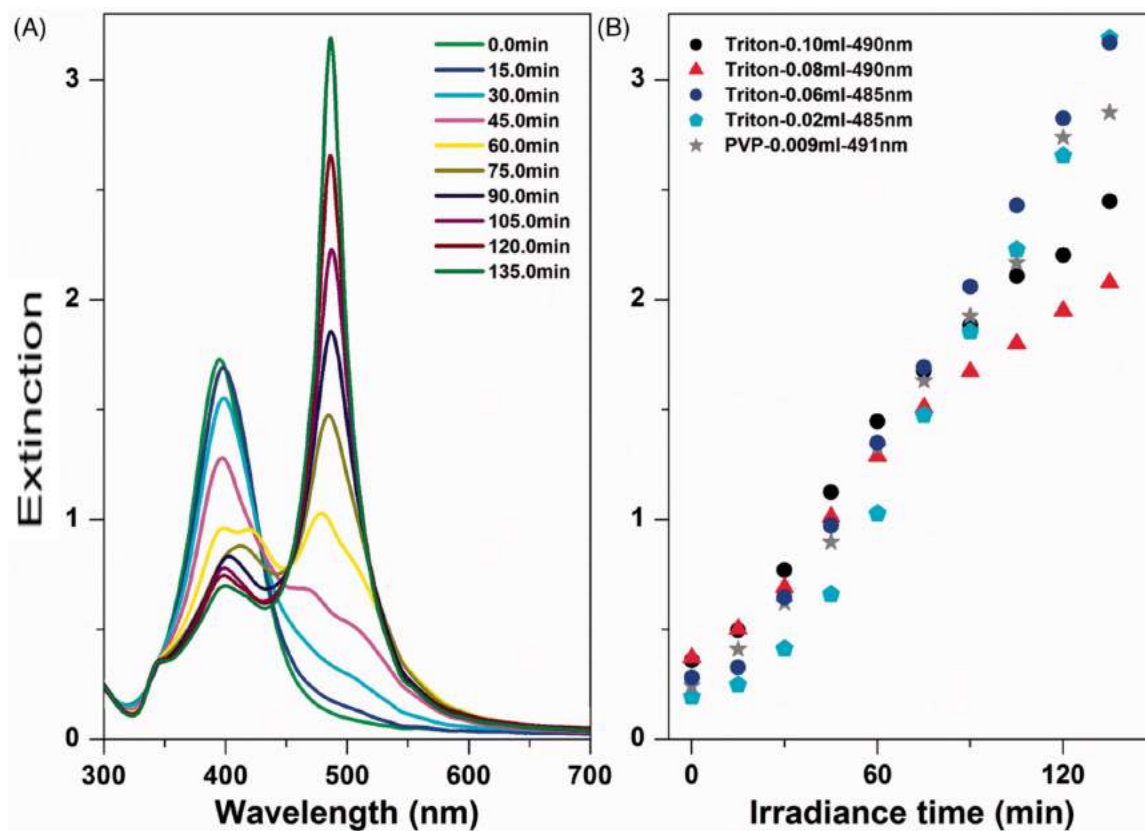 (A)
(B)
0.0min
15.0min
30.0min
45.0min
60.0min
75.0min
90.0min
105.0min
120.0min
135.0min
Triton-0.10ml-490nm
Triton-0.08ml-490nm
Triton-0.06ml-485nm
Triton-0.02ml-485nm
PVP-0.009ml-491nm
Extinction
3
2
1
0
3
2
1
0
300 400 500 600 700
0 60 120
Wavelength (nm)
Irradiance time (min)